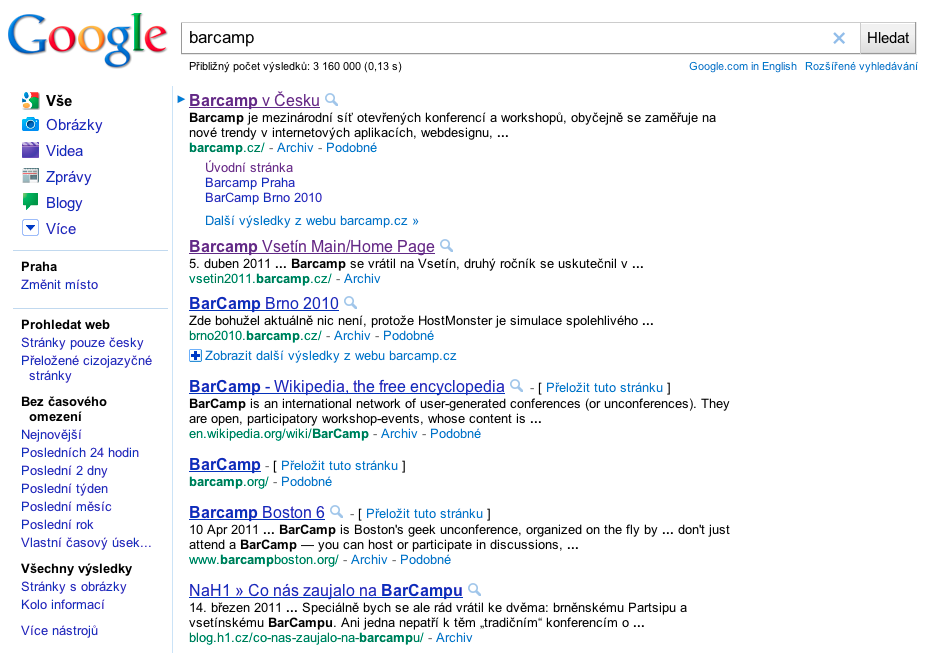 Google
barcamp
Hledat
Přibližný počet výsledků: 3 160 000 (0,13 s)
Google.com in English Rozšířené vyhledávání
Vše
Obrázky
Videa
Zprávy
Blogy
Více
Praha
Změnit místo
Prohledat web
Stránky pouze česky
Přeložené cizojazyčné
stránky
Bez časového
omezení
Nejnovější
Posledních 24 hodin
Poslední 2 dny
Poslední týden
Poslední měsíc
Poslední rok
Vlastní časový úsek...
Všechny výsledky
Stránky s obrázky
Kolo informací
Více nástrojů
Barcamp v Česku
Barcamp je mezinárodní síť otevřených konferencí a workshopů, obyčejně se zaměřuje na
nové trendy v internetových aplikacích, webdesignu, ...
barcamp.cz/ - Archiv - Podobné
Úvodní stránka
Barcamp Praha
BarCamp Brno 2010
Další výsledky z webu barcamp.cz »
Barcamp Vsetín Main/Home Page
5. duben 2011 ... Barcamp se vrátil na Vsetín, druhý ročník se uskutečnil v ...
vsetin2011.barcamp.cz/ - Archiv
BarCamp Brno 2010
Zde bohužel aktuálně nic není, protože HostMonster je simulace spolehlivého ...
brno2010.barcamp.cz/ - Archiv - Podobné
Zobrazit další výsledky z webu barcamp.cz
BarCamp - Wikipedia, the free encyclopedia - [ Přeložit tuto stránku ]
BarCamp is an international network of user-generated conferences (or unconferences). They
are open, participatory workshop-events, whose content is ...
en.wikipedia.org/wiki/BarCamp - Archiv - Podobné
BarCamp - [ Přeložit tuto stránku ]
barcamp.org/ - Podobné
Barcamp Boston 6 - [ Přeložit tuto stránku ]
10 Apr 2011 ... BarCamp is Boston's geek unconference, organized on the fly by ... don't just
attend a BarCamp — you can host or participate in discussions, ...
www.barcampboston.org/ - Archiv - Podobné
NaH1 » Co nás zaujalo na BarCampu
14. březen 2011 ... Speciálně bych se ale rád vrátil ke dvěma: brněnskému Partsipu a
vsetínskému BarCampu. Ani jedna nepatří k těm „tradičním“ konferencím o ...
blog.h1.cz/co-nas-zaujalo-na-barcampu/ - Archiv